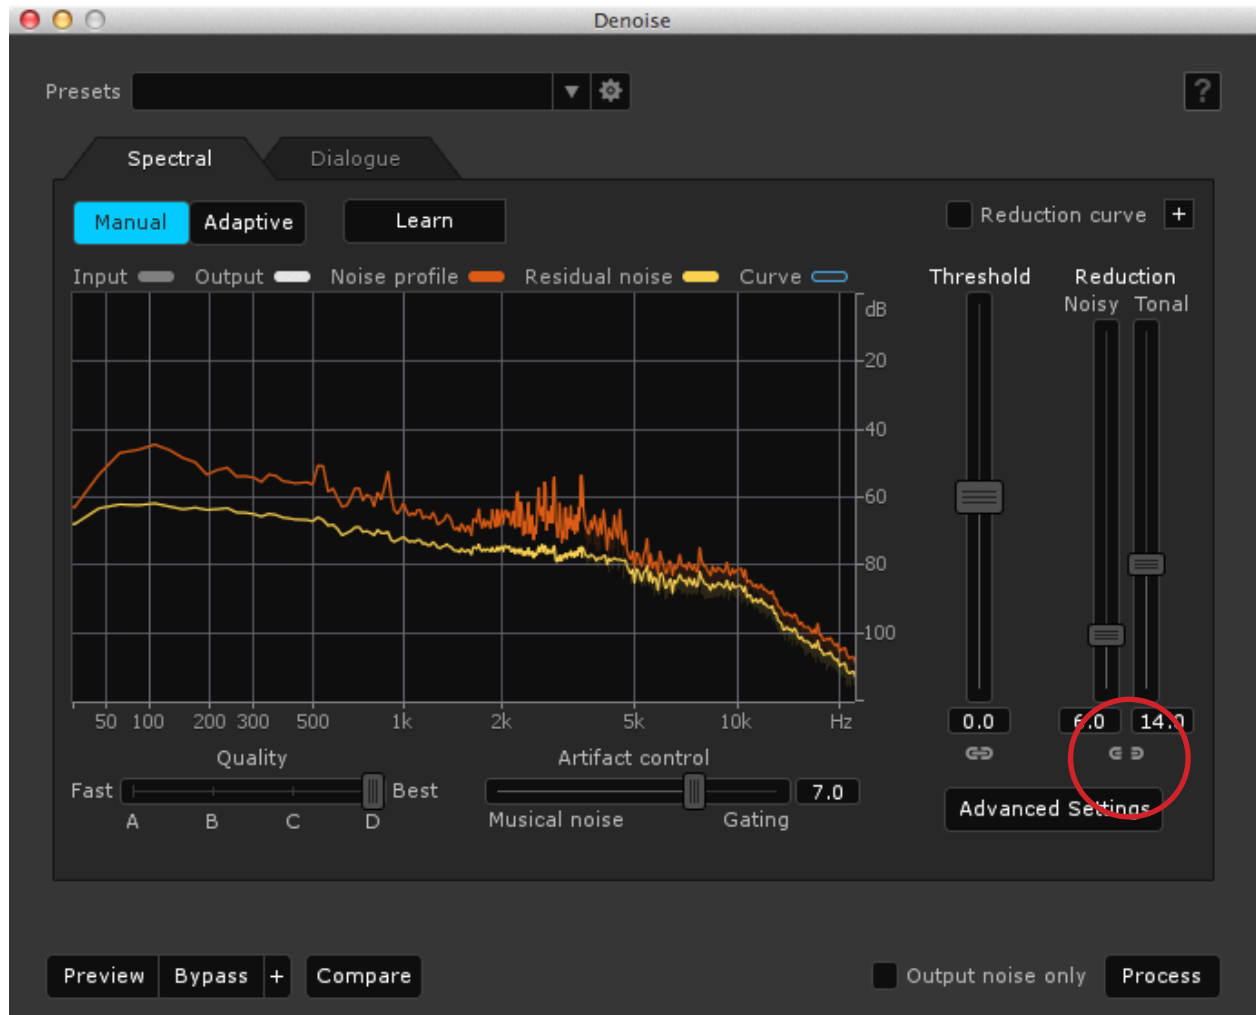 Denoise
Presets
?
Spectral Dialogue
Manual Adaptive Learn
Reduction curve +
Input Output Noise profile Residual noise Curve
Threshold Reduction
Noisy Tonal
dB
-20
-40
-60
-80
-100
50 100 200 300 500 1k 2k 5k 10k Hz
0.0 6.0 14.0
Quality Artifact control
Fast Best 7.0
A B C D
Musical noise Gating
Advanced Settings
Preview Bypass + Compare
Output noise only Process